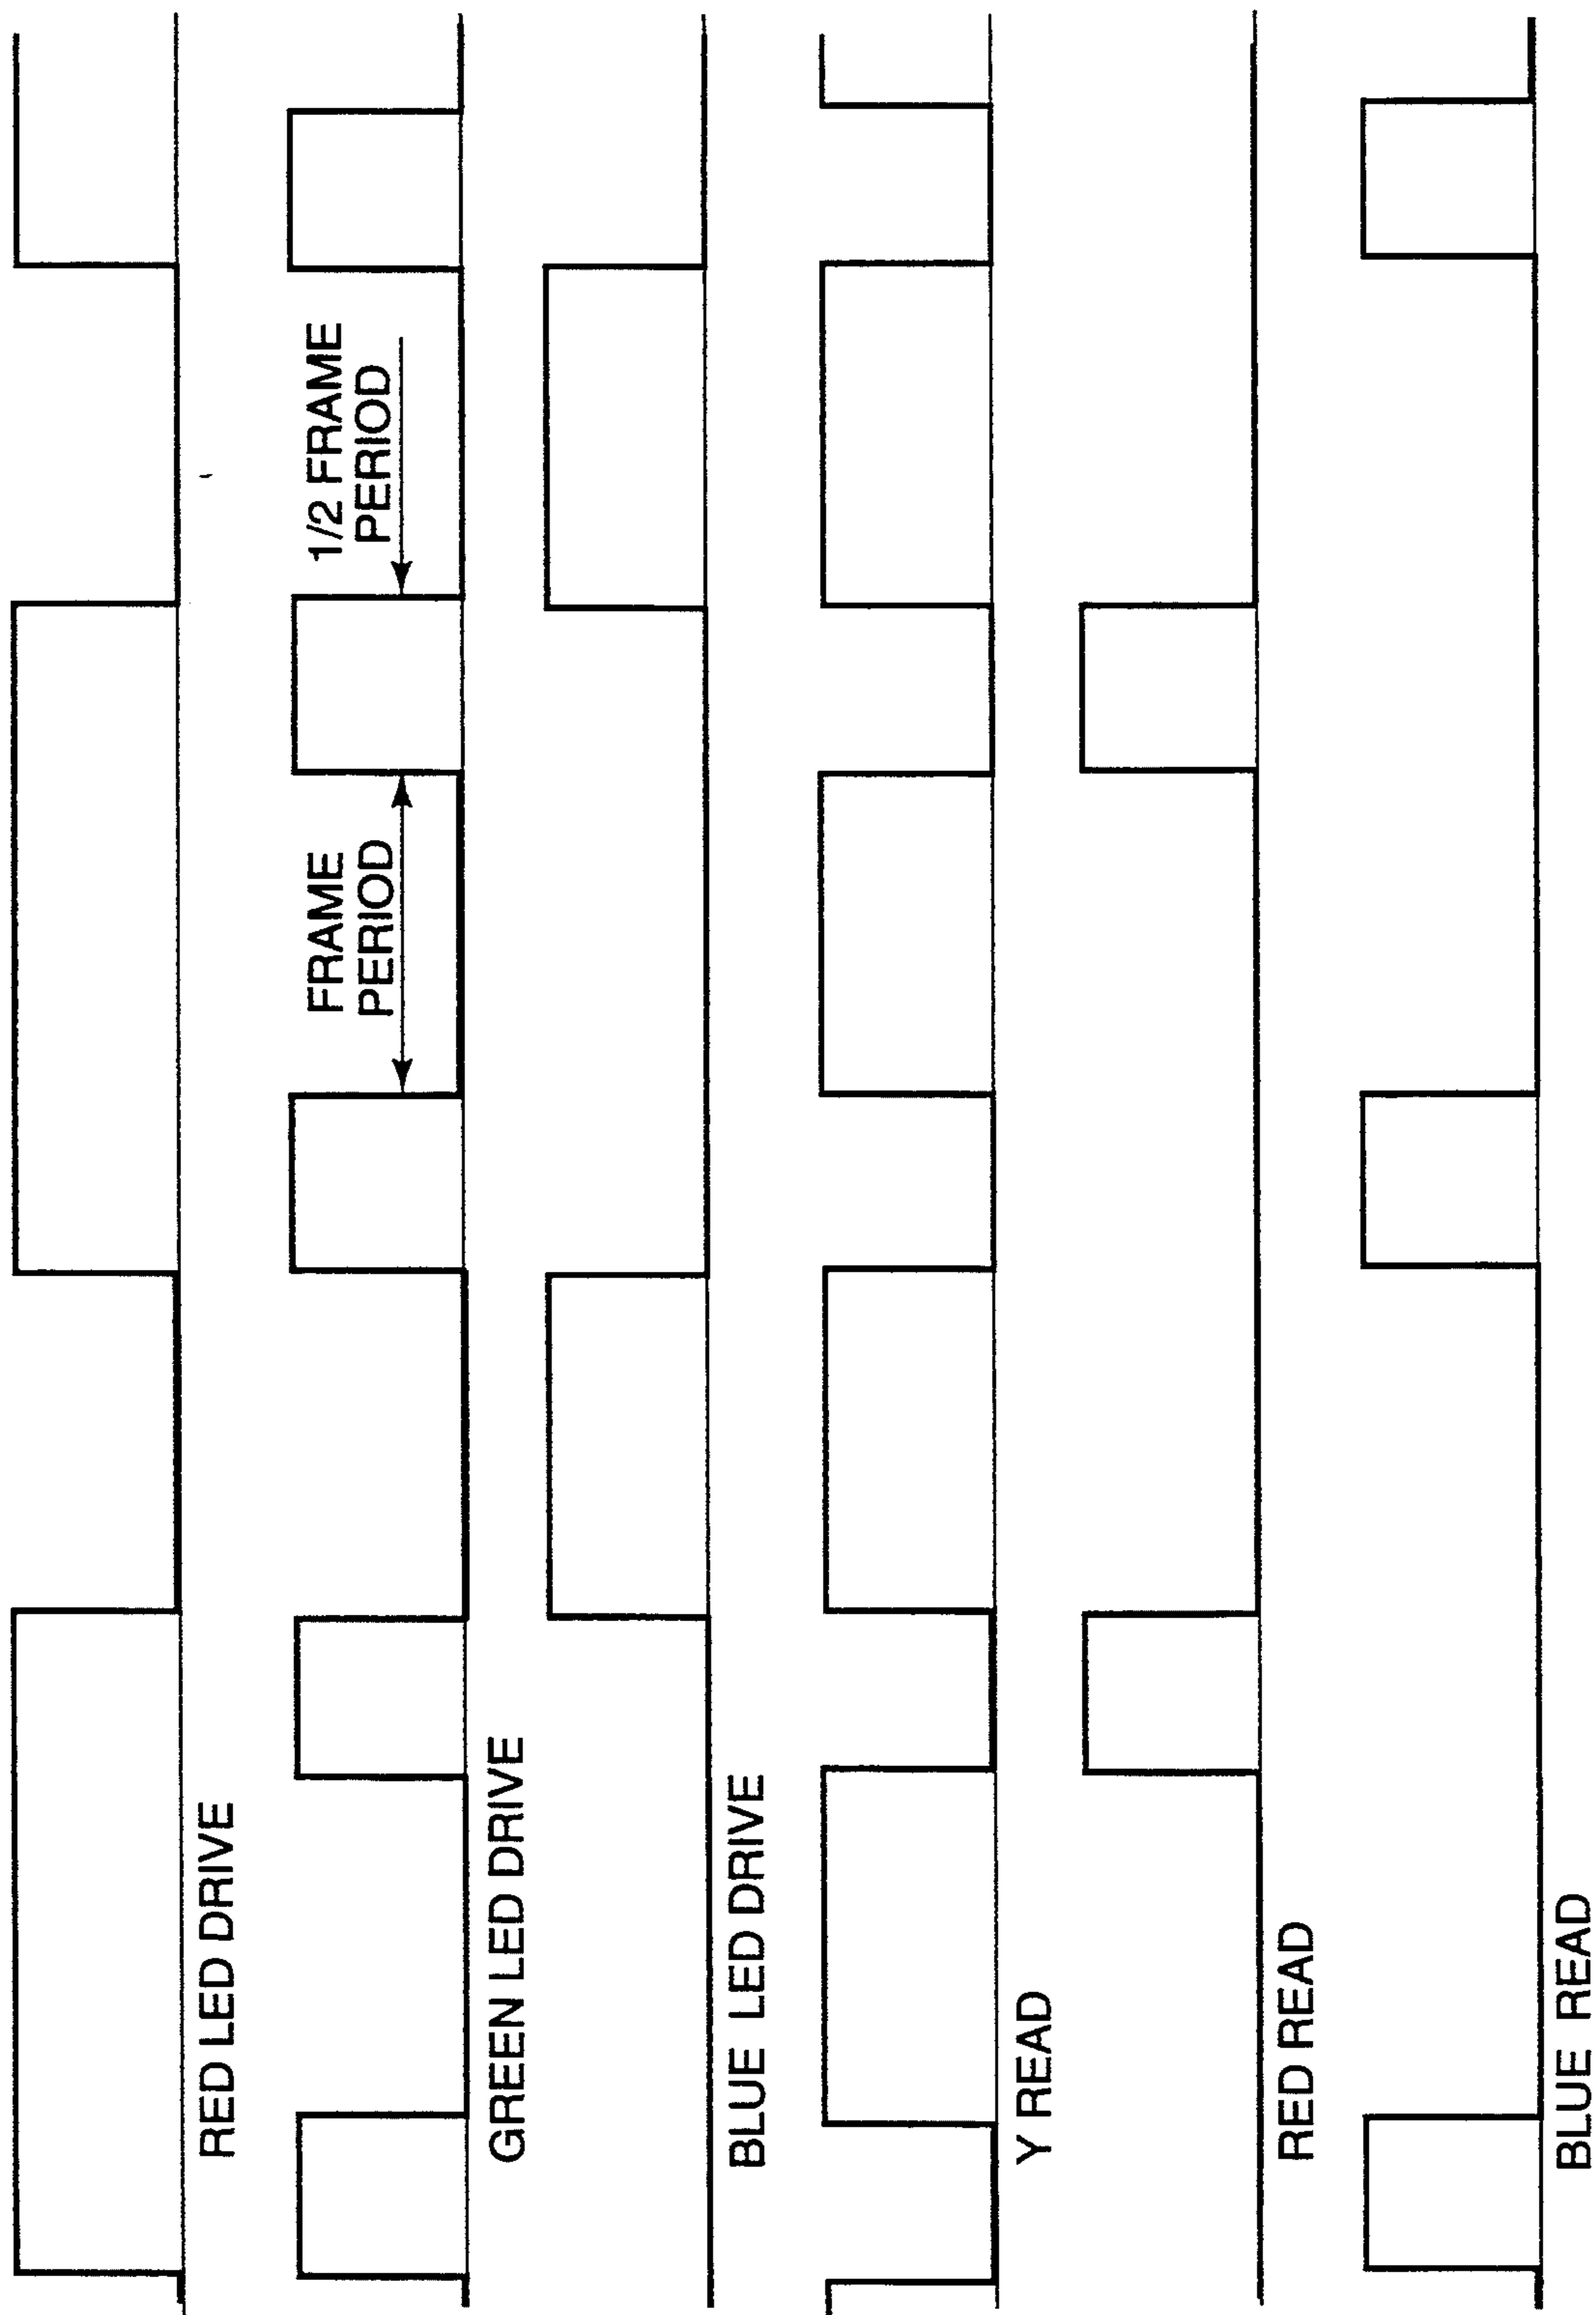 RED LED DRIVE
FRAME
PERIOD
1/2 FRAME
PERIOD
GREEN LED DRIVE
BLUE LED DRIVE
Y READ
RED READ
BLUE READ